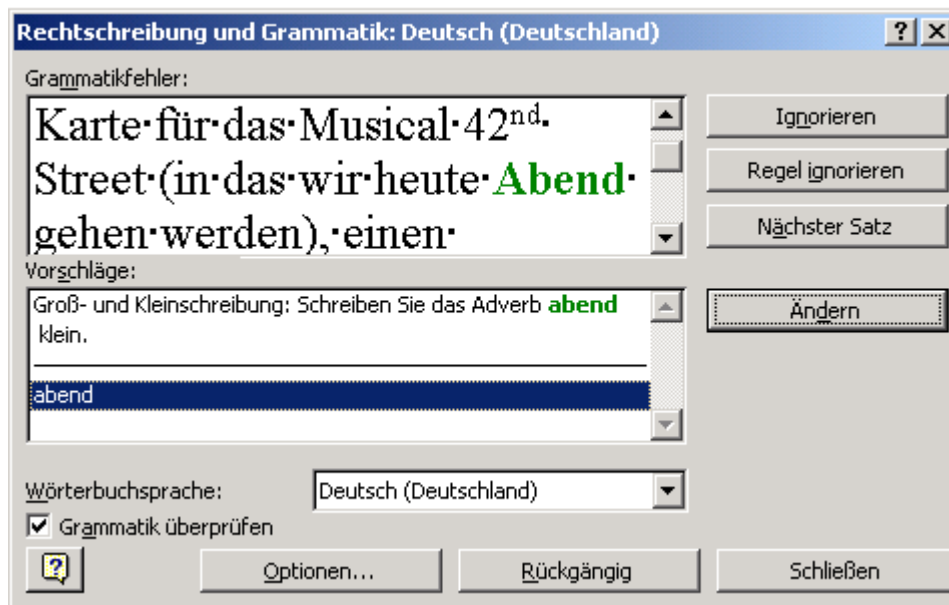 Rechtschreibung und Grammatik: Deutsch (Deutschland)
Grammatikfehler:
Karte·für·das·Musical·42nd·
Street·(in·das·wir·heute·Abend·
gehen·werden),·einen·
Ignorieren
Regel ignorieren
Nächster Satz
Vorschläge:
Groß- und Kleinschreibung: Schreiben Sie das Adverb abend
klein.
abend
Ändern
Wörterbuchsprache:
Deutsch (Deutschland)
Grammatik überprüfen
Optionen...
Rückgängig
Schließen